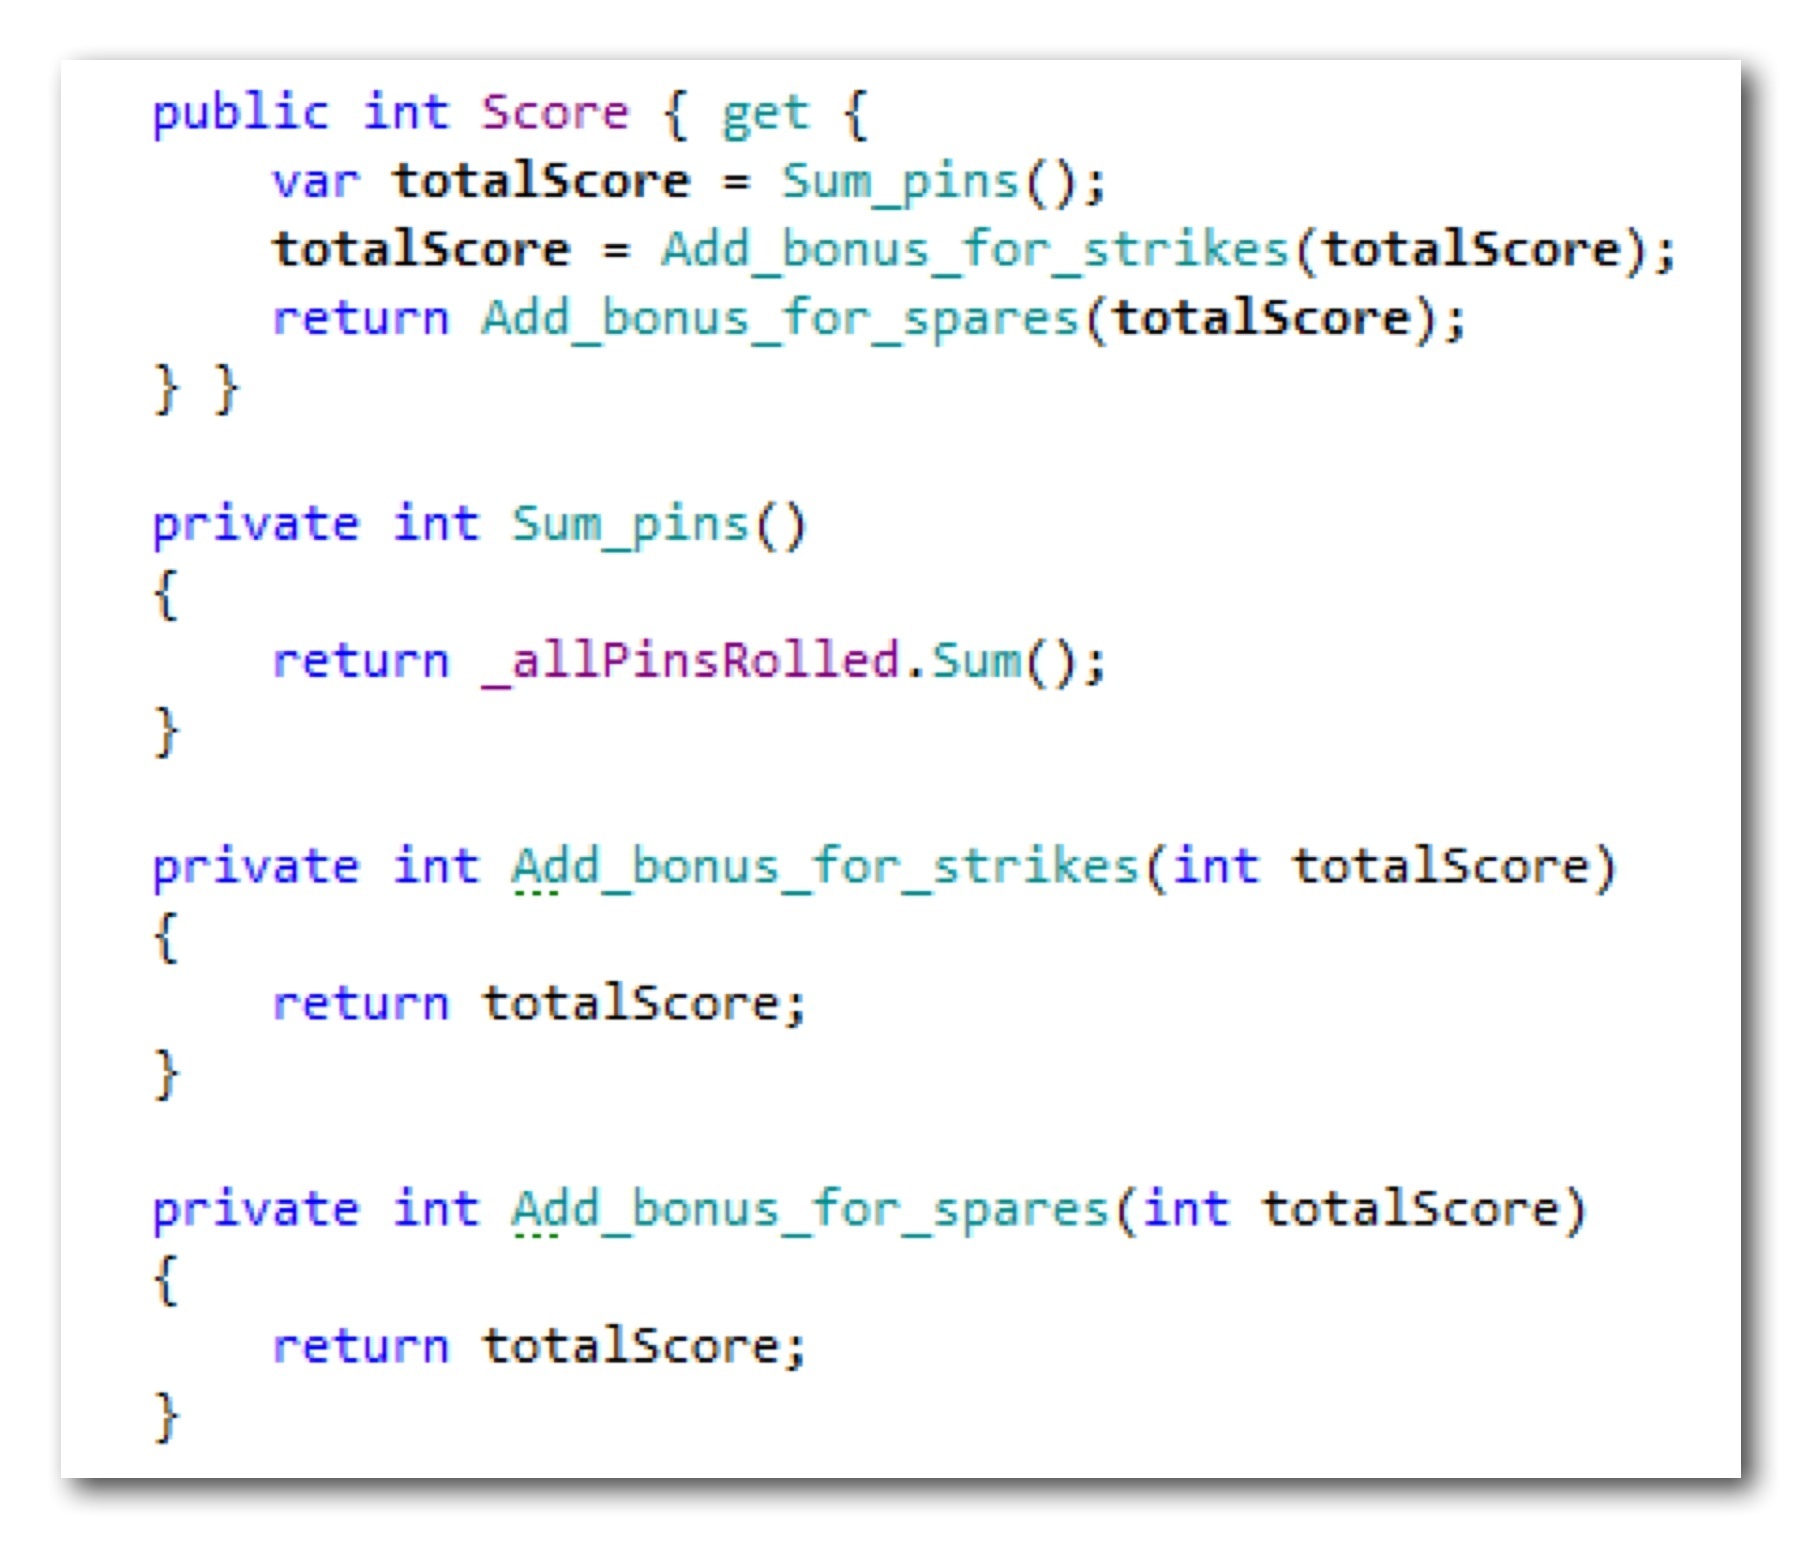 public int Score { get {
    var totalScore = Sum_pins();
    totalScore = Add_bonus_for_strikes(totalScore);
    return Add_bonus_for_spares(totalScore);
} }

private int Sum_pins()
{
    return _allPinsRolled.Sum();
}

private int Add_bonus_for_strikes(int totalScore)
{
    return totalScore;
}

private int Add_bonus_for_spares(int totalScore)
{
    return totalScore;
}